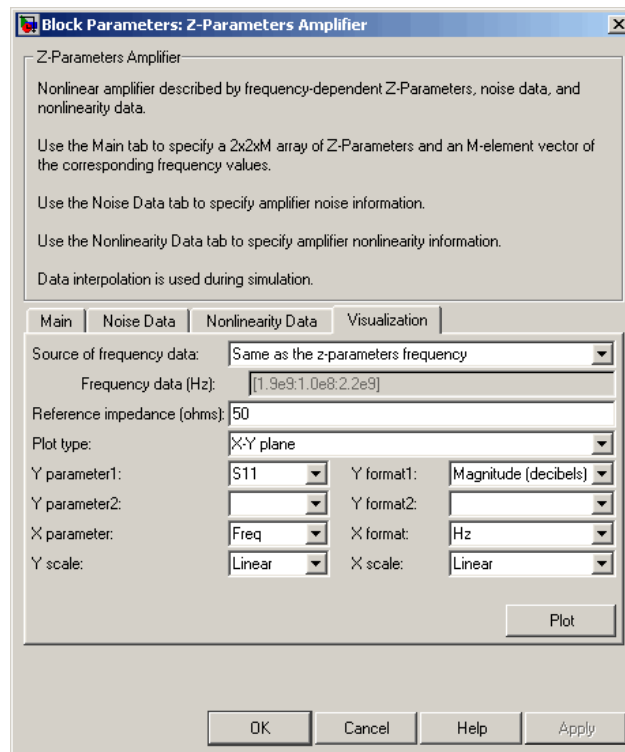 Block Parameters: Z-Parameters Amplifier
Z-Parameters Amplifier
Nonlinear amplifier described by frequency-dependent Z-Parameters, noise data, and
nonlinearity data.
Use the Main tab to specify a 2x2xM array of Z-Parameters and an M-element vector of
the corresponding frequency values.
Use the Noise Data tab to specify amplifier noise information.
Use the Nonlinearity Data tab to specify amplifier nonlinearity information.
Data interpolation is used during simulation.
Main Noise Data Nonlinearity Data Visualization
Source of frequency data: Same as the z-parameters frequency
Frequency data (Hz): [1.9e9:1.0e8:2.2e9]
Reference impedance (ohms): 50
Plot type: X-Y plane
Y parameter1: S11 Y format1: Magnitude (decibels)
Y parameter2: Y format2:
X parameter: Freq X format: Hz
Y scale: Linear X scale: Linear
Plot
OK Cancel Help Apply